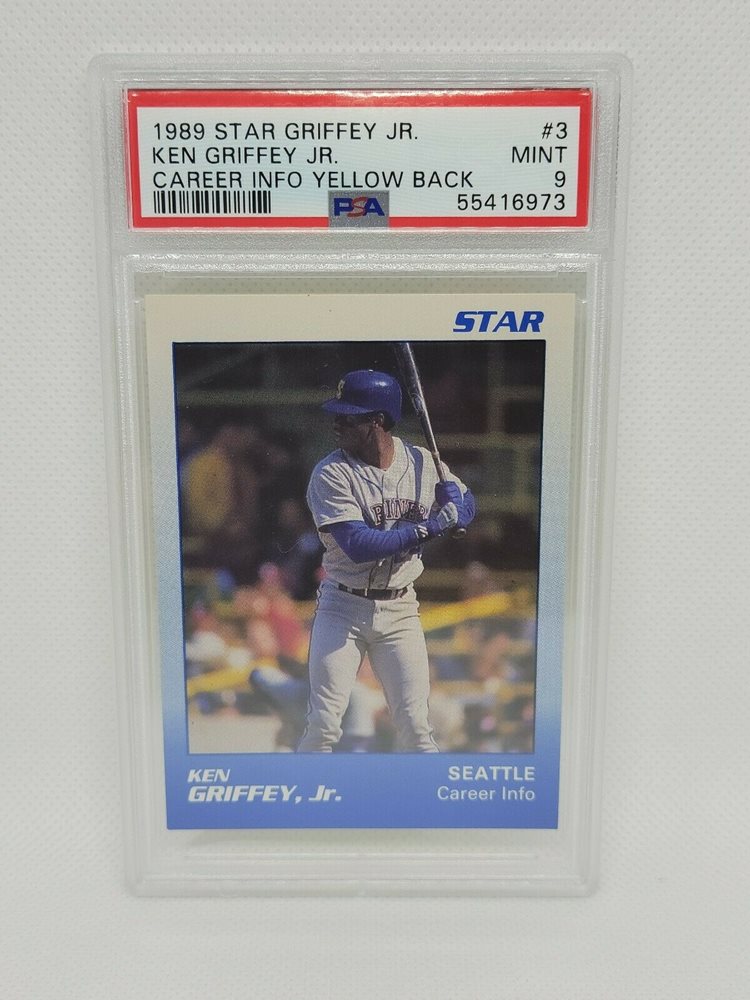 1989 STAR GRIFFEY JR. #3
KEN GRIFFEY JR. MINT
CAREER INFO YELLOW BACK 9
PSA 55416973
STAR
KEN SEATTLE
GRIFFEY, Jr. Career Info